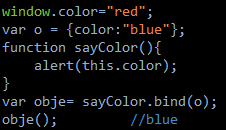 window.color="red";
var o = {color:"blue"};
function sayColor(){
    alert(this.color);
}
var obje= sayColor.bind(o);
obje();          //blue